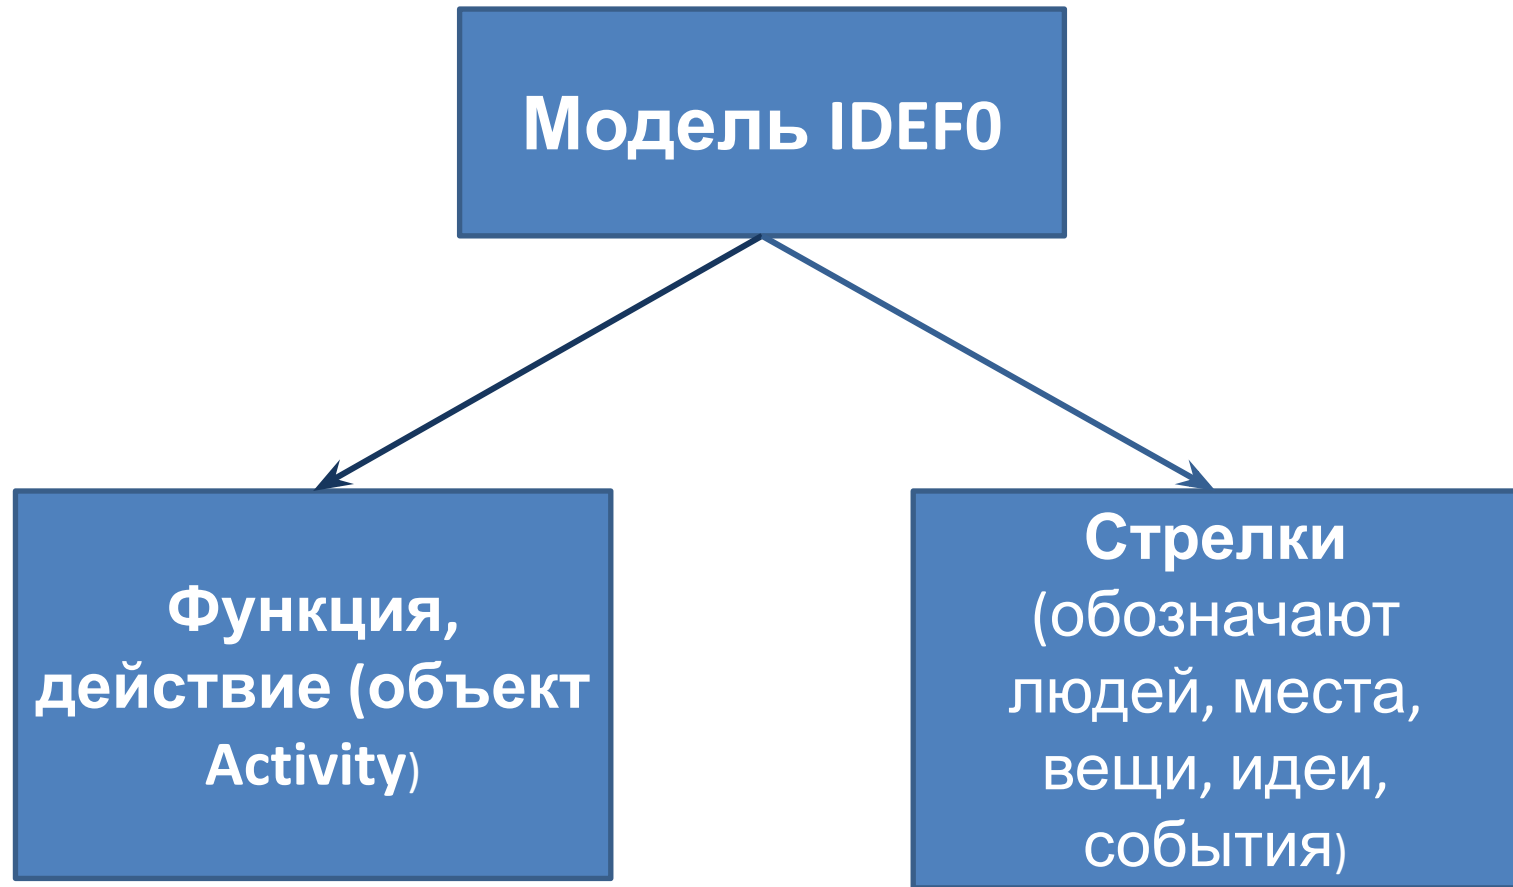 Модель IDEF0
Функция,
действие (объект
Activity)
Стрелки
(обозначают
людей, места,
вещи, идеи,
события)